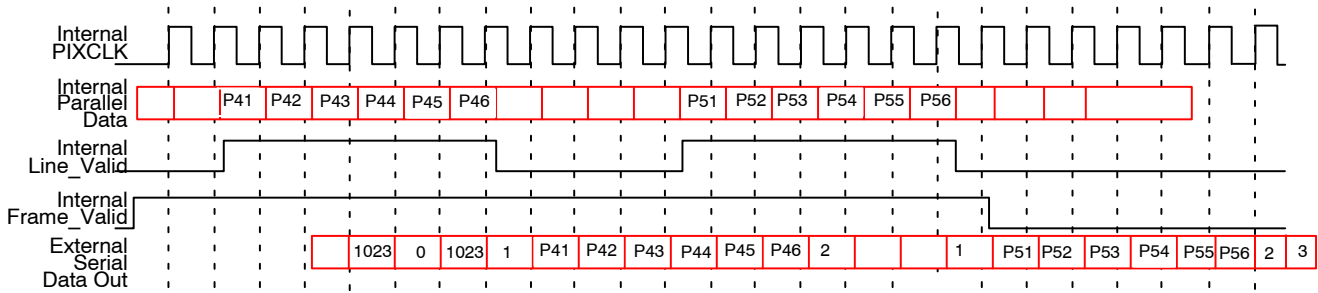 Internal
PIXCLK
Internal
Parallel
Data
P41 P42 P43 P44 P45 P46 P51 P52 P53 P54 P55 P56
Internal
Line_Valid
Internal
Frame_Valid
External
Serial
Data Out
1023 0 1023 1 P41 P42 P43 P44 P45 P46 2 1 P51 P52 P53 P54 P55 P56 2 3